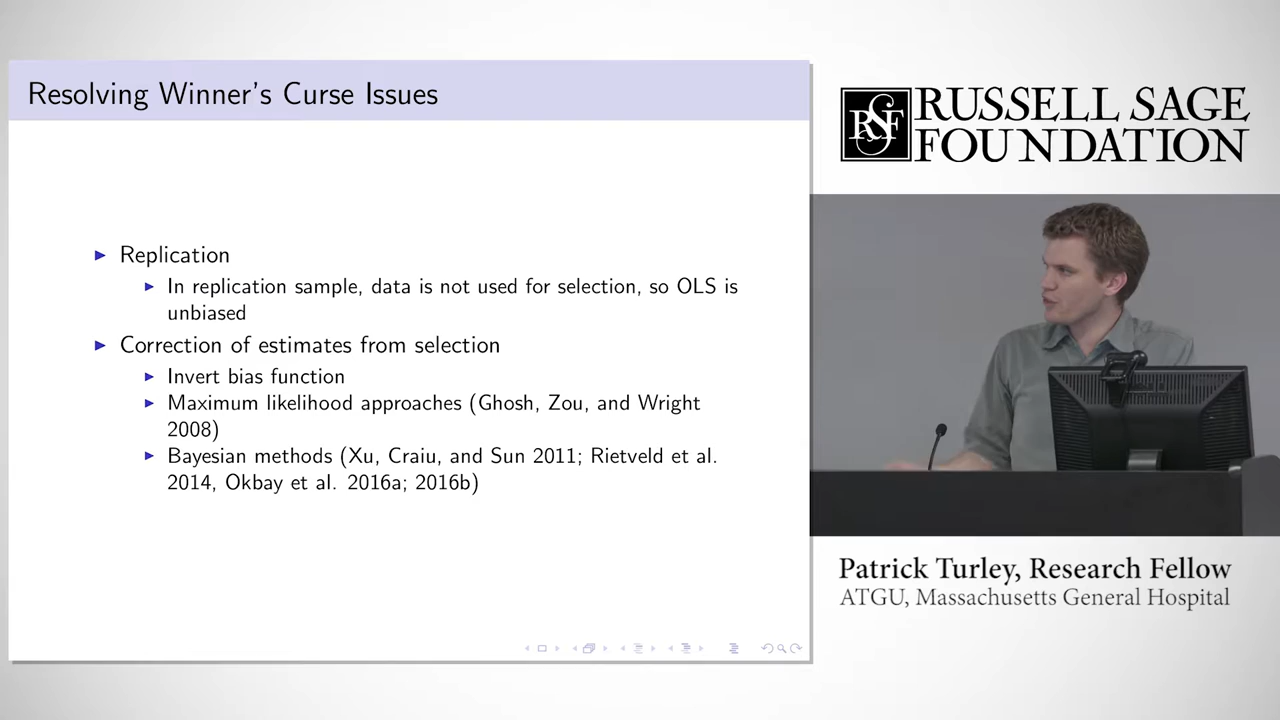 Resolving Winner's Curse Issues
Replication
In replication sample, data is not used for selection, so OLS is
unbiased
Correction of estimates from selection
Invert bias function
Maximum likelihood approaches (Ghosh, Zou, and Wright
2008)
Bayesian methods (Xu, Craiu, and Sun 2011; Rietveld et al.
2014, Okbay et al. 2016a; 2016b)
RSF
RUSSELL SAGE
FOUNDATION
Patrick Turley, Research Fellow
ATGU, Massachusetts General Hospital